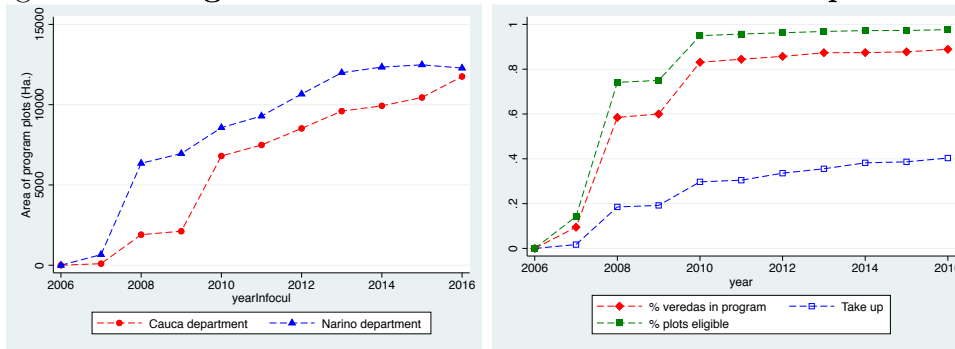 Area of program plots (Ha.)
15000
10000
5000
0
2006
2008
2010
2012
2014
2016
yearInfocul
Cauca department
Narino department
1
.8
.6
.4
.2
0
2006
2008
2010
2012
2014
year
% veredas in program
Take up
% plots eligible